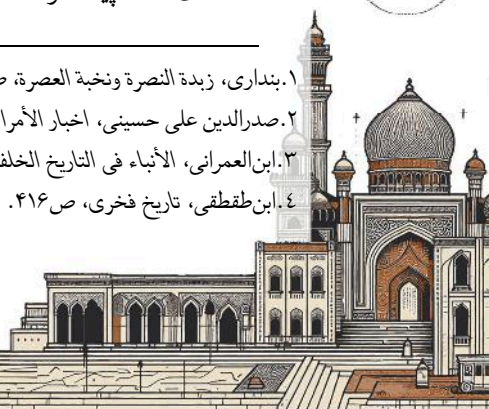 ۱.بنداری، زبدة النصرة ونخبة العصرة،
۲.صدرالدین علی حسینی، اخبار الأمرا
۳.ابن‌العمرانی، الأنباء فی التاریخ الخلف
٤.ابن‌طقطقی، تاریخ فخری، ص۴۱۶.